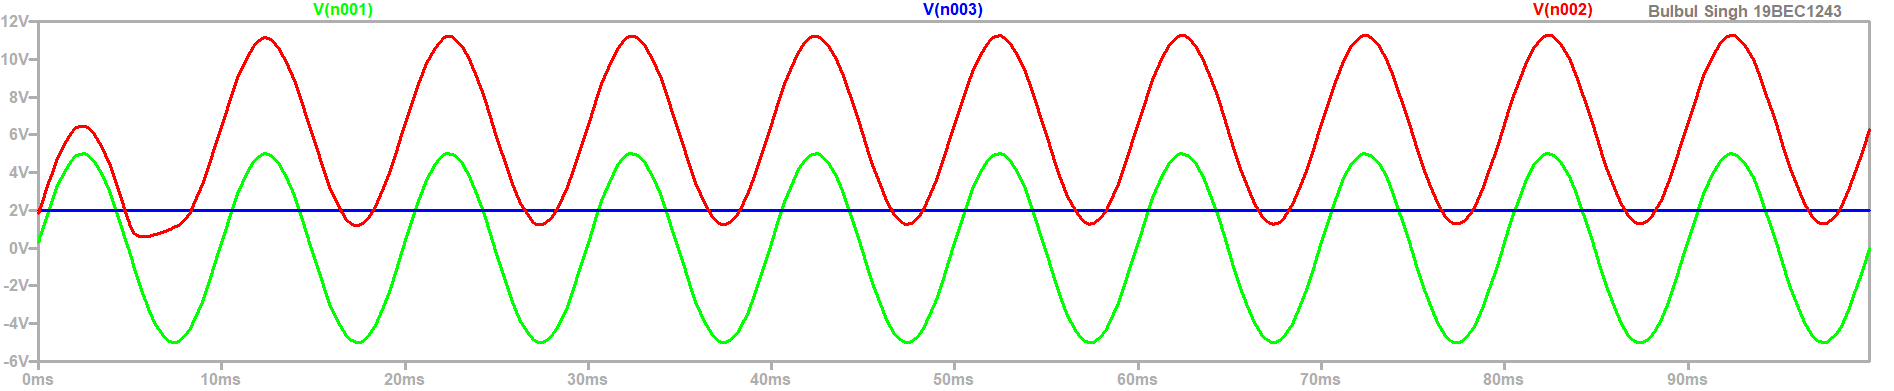 V(n001) V(n003) V(n002) Bulbul Singh 19BEC1243
12V
10V
8V
6V
4V
2V
0V
-2V
-4V
-6V
0ms 10ms 20ms 30ms 40ms 50ms 60ms 70ms 80ms 90ms